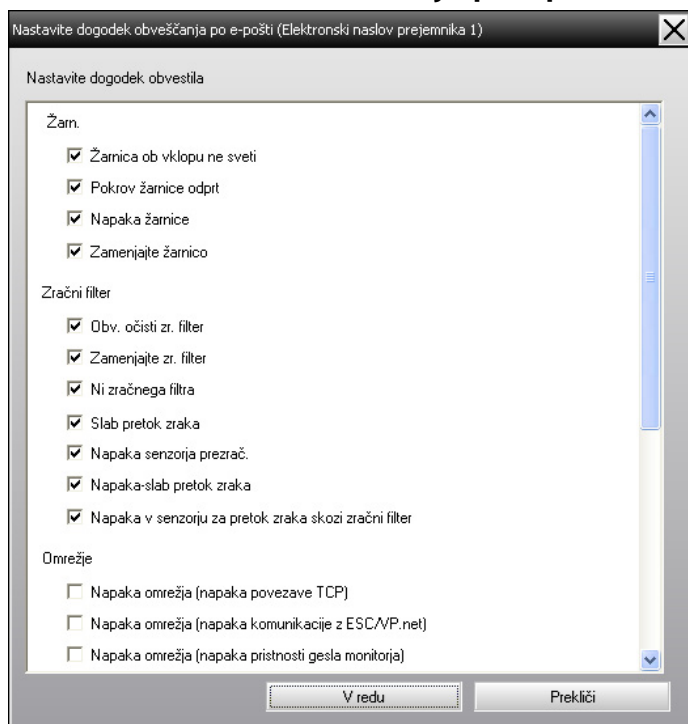 Nastavite dogodek obveščanja po e-pošti (Elektronski naslov prejemnika 1)
Nastavite dogodek obvestila
Žarn.
Žarnica ob vklopu ne sveti
Pokrov žarnice odprt
Napaka žarnice
Zamenjajte žarnico
Zračni filter
Obv. očisti zr. filter
Zamenjajte zr. filter
Ni zračnega filtra
Slab pretok zraka
Napaka senzorja prezrač.
Napaka-slab pretok zraka
Napaka v senzorju za pretok zraka skozi zračni filter
Omrežje
Napaka omrežja (napaka povezave TCP)
Napaka omrežja (napaka komunikacije z ESC/VP.net)
Napaka omrežja (napaka pristnosti gesla monitorja)
V redu
Prekliči